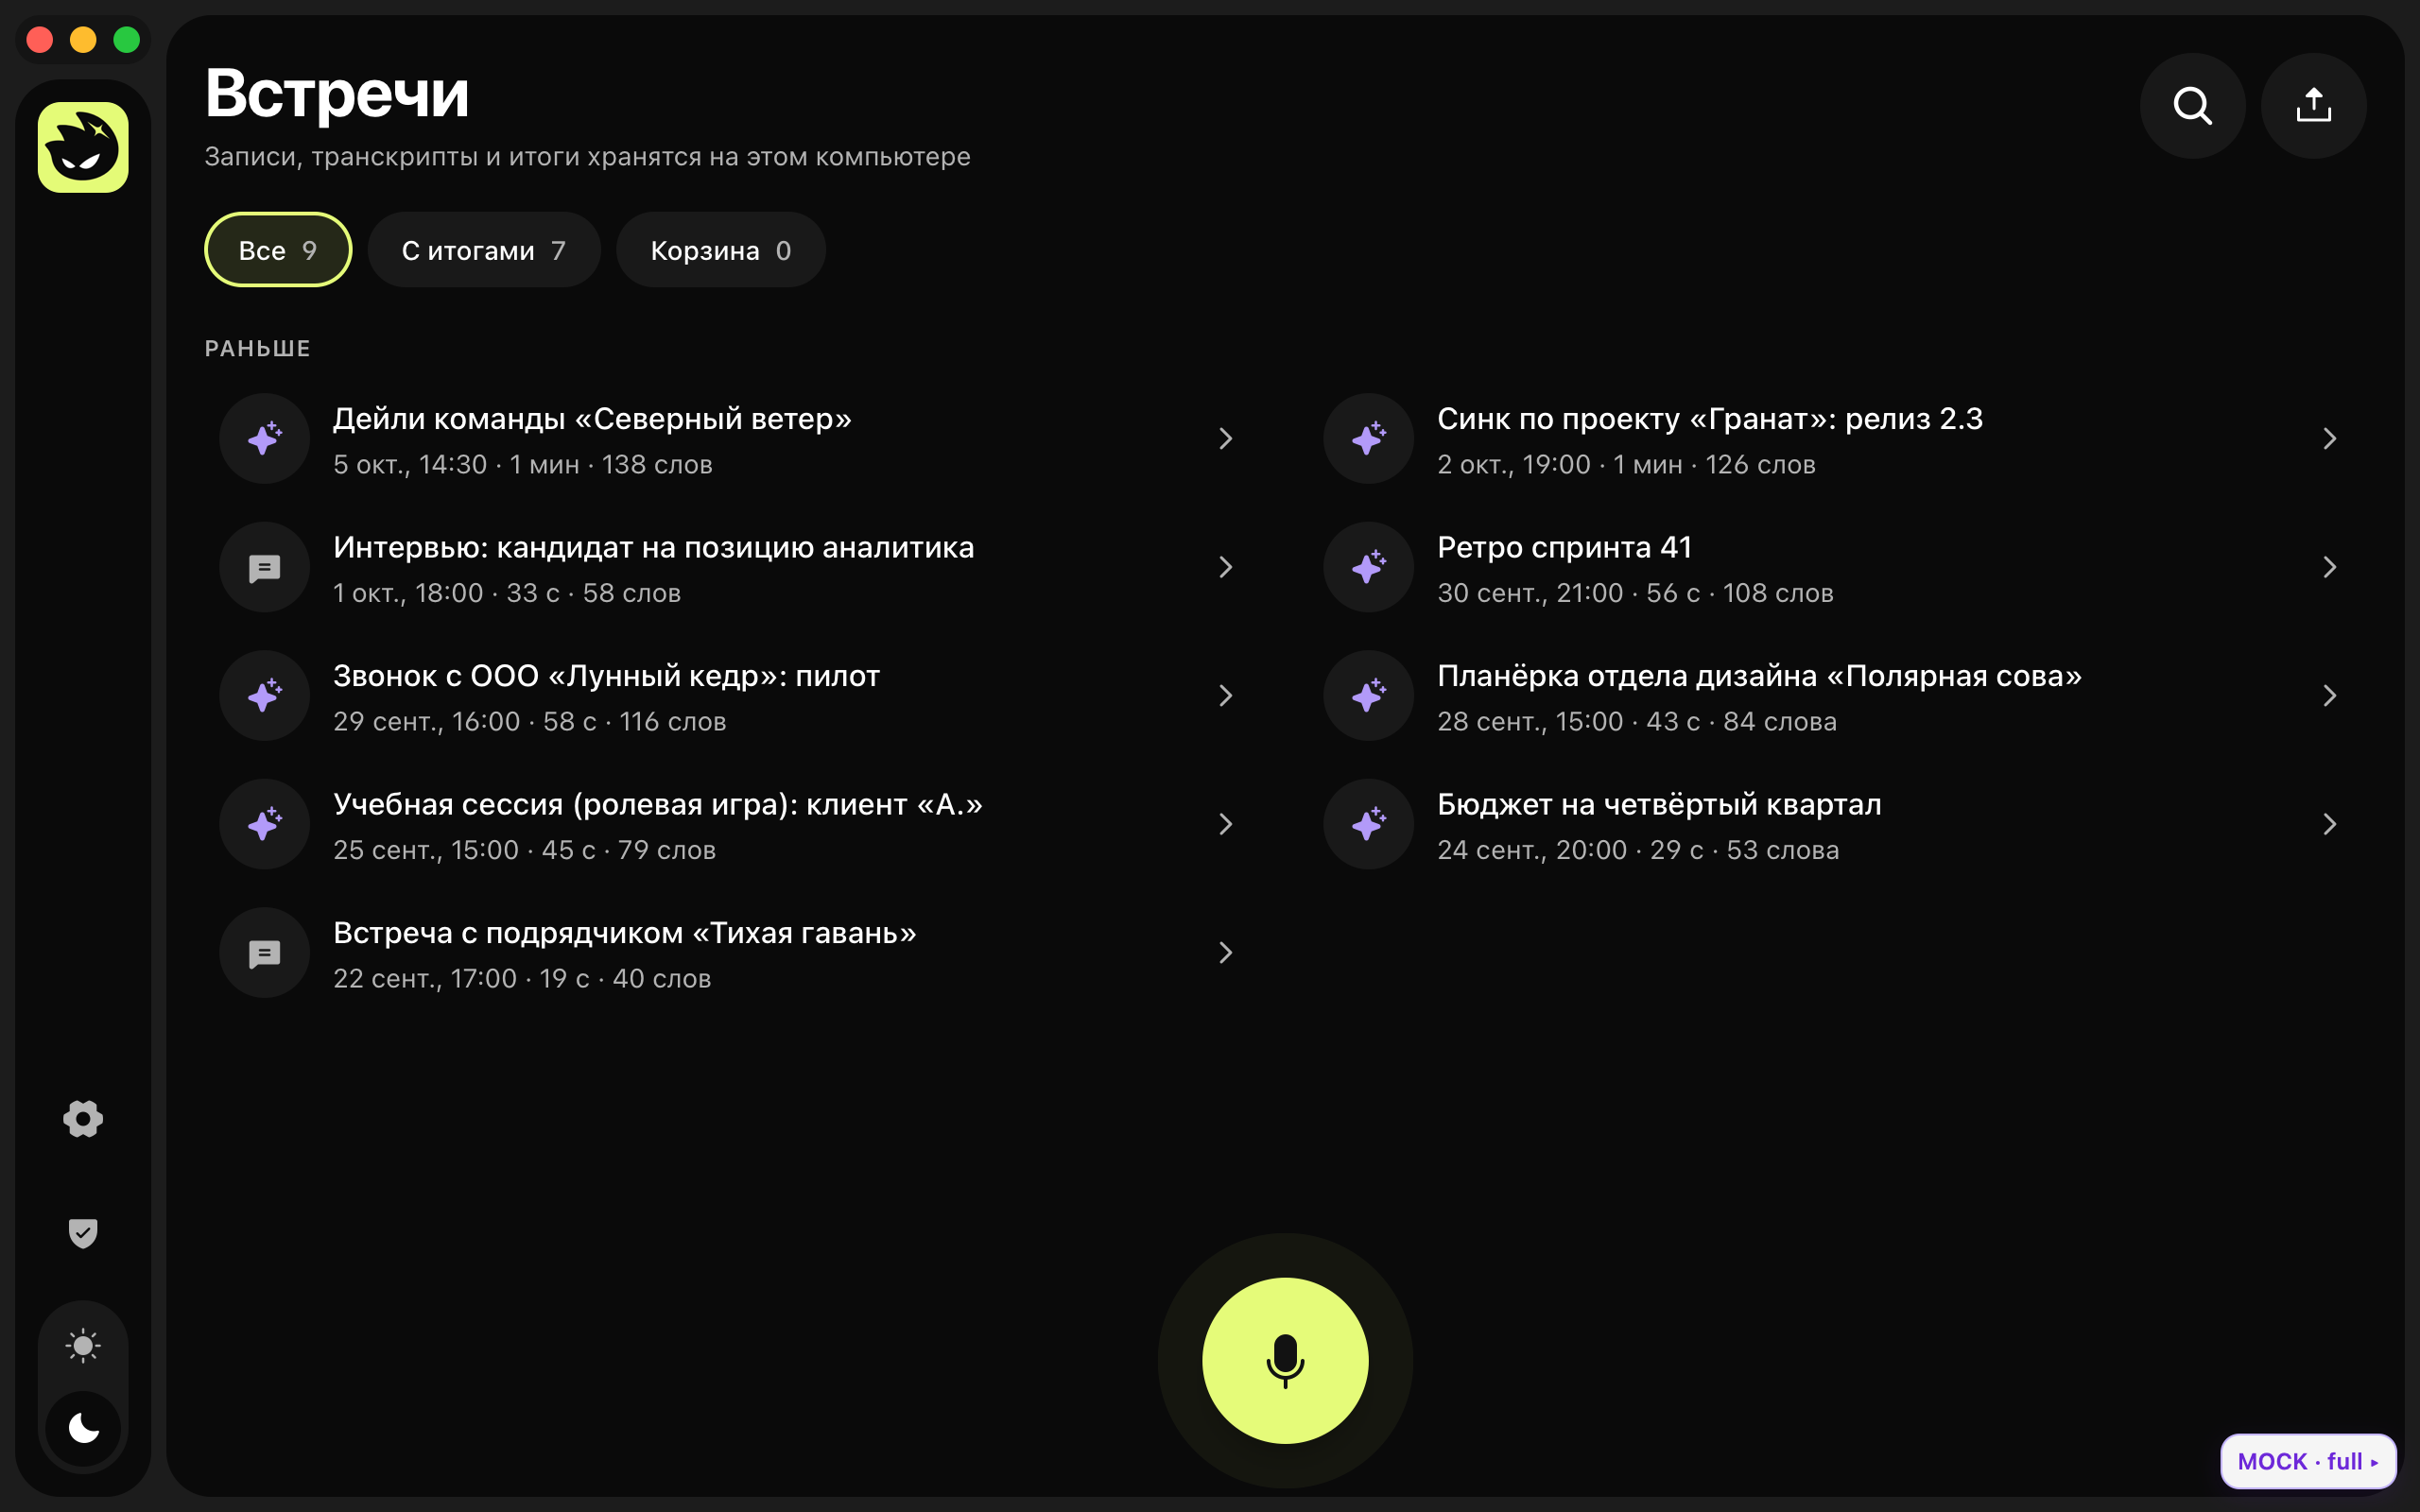 Встречи
Записи, транскрипты и итоги хранятся на этом компьютере
Все 9
С итогами 7
Корзина 0
РАНЬШЕ
Дейли команды «Северный ветер»
5 окт., 14:30 · 1 мин · 138 слов
Синк по проекту «Гранат»: релиз 2.3
2 окт., 19:00 · 1 мин · 126 слов
Интервью: кандидат на позицию аналитика
1 окт., 18:00 · 33 с · 58 слов
Ретро спринта 41
30 сент., 21:00 · 56 с · 108 слов
Звонок с ООО «Лунный кедр»: пилот
29 сент., 16:00 · 58 с · 116 слов
Планёрка отдела дизайна «Полярная сова»
28 сент., 15:00 · 43 с · 84 слова
Учебная сессия (ролевая игра): клиент «А.»
25 сент., 15:00 · 45 с · 79 слов
Бюджет на четвёртый квартал
24 сент., 20:00 · 29 с · 53 слова
Встреча с подрядчиком «Тихая гавань»
22 сент., 17:00 · 19 с · 40 слов
MOCK · full ▸